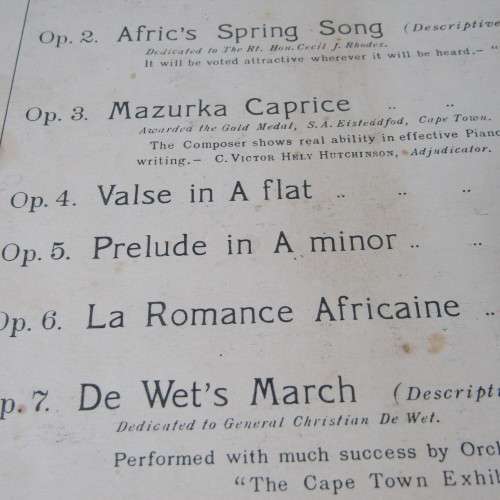 Op. 2. Afric's Spring Song (Descriptive
Dedicated to The Rt. Hon. Cecil J. Rhodes.
It will be voted attractive wherever it will be heard.— "
Op. 3. Mazurka Caprice .. ..
Awarded the Gold Medal, S.A. Eisteddfod, Cape Town.
The Composer shows real ability in effective Piano
writing.— C. Victor Hely Hutchinson, Adjudicator.
Op. 4. Valse in A flat .. .. ..
Op. 5. Prelude in A minor .. ..
Op. 6. La Romance Africaine ..
p. 7. De Wet's March (Descripti
Dedicated to General Christian De Wet.
Performed with much success by Orch
"The Cape Town Exhib